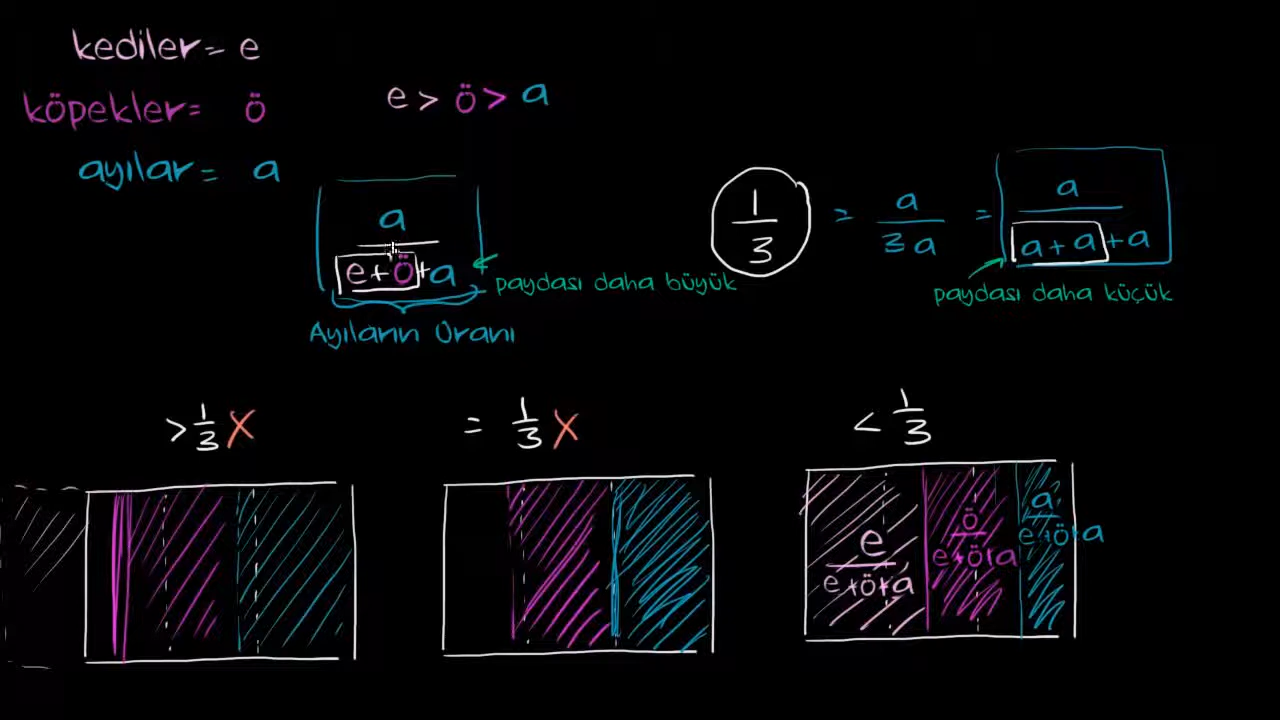 kediler = e
köpekler = ö
ayılar = a
e > ö > a
a
e + ö + a
paydası daha büyük
Ayıların Oranı
1
3
= a
3a
= a
a + a + a
paydası daha küçük
> 1/3 X
= 1/3 X
< 1/3
e
e+ö+a
ö
e+ö+a
a
e+ö+a